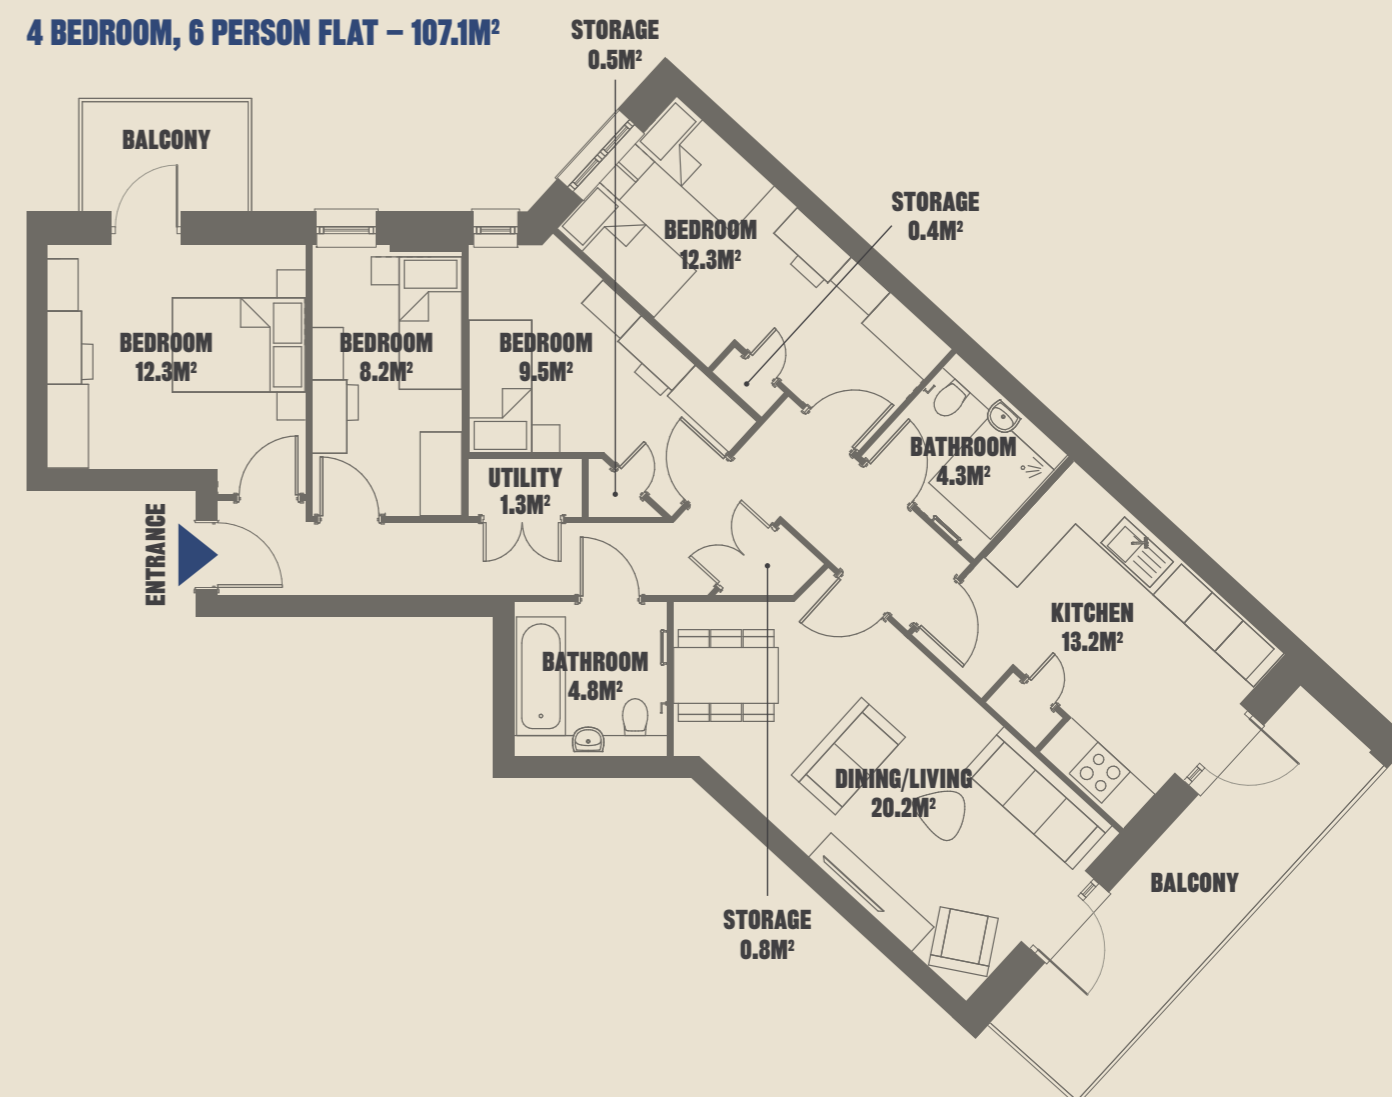 4 BEDROOM, 6 PERSON FLAT – 107.1M²
STORAGE
0.5M²
BALCONY
STORAGE
0.4M²
BEDROOM
12.3M²
BEDROOM
12.3M²
BEDROOM
8.2M²
BEDROOM
9.5M²
BATHROOM
4.3M²
UTILITY
1.3M²
ENTRANCE
KITCHEN
13.2M²
BATHROOM
4.8M²
DINING/LIVING
20.2M²
BALCONY
STORAGE
0.8M²